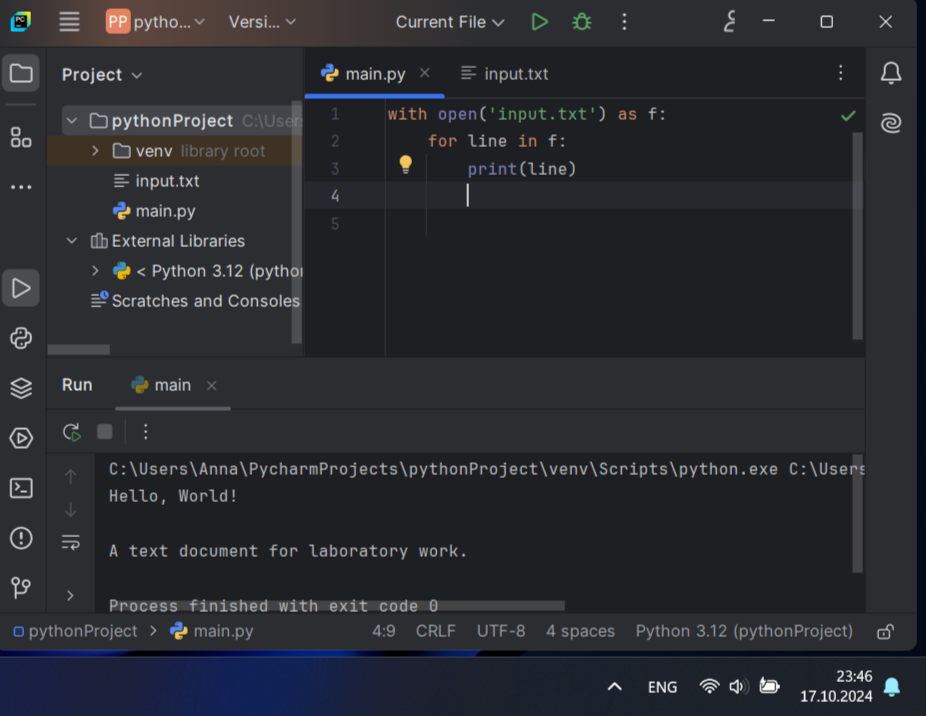 PP pytho... Versi... Current File
Project
main.py
input.txt
pythonProject C:\User
venv library root
input.txt
main.py
External Libraries
< Python 3.12 (pythor
Scratches and Consoles
1 with open('input.txt') as f:
2 for line in f:
3 print(line)
4
5
Run main
C:\Users\Anna\PycharmProjects\pythonProject\venv\Scripts\python.exe C:\Users
Hello, World!
A text document for laboratory work.
Process finished with exit code 0
pythonProject > main.py 4:9 CRLF UTF-8 4 spaces Python 3.12 (pythonProject)
ENG
23:46
17.10.2024